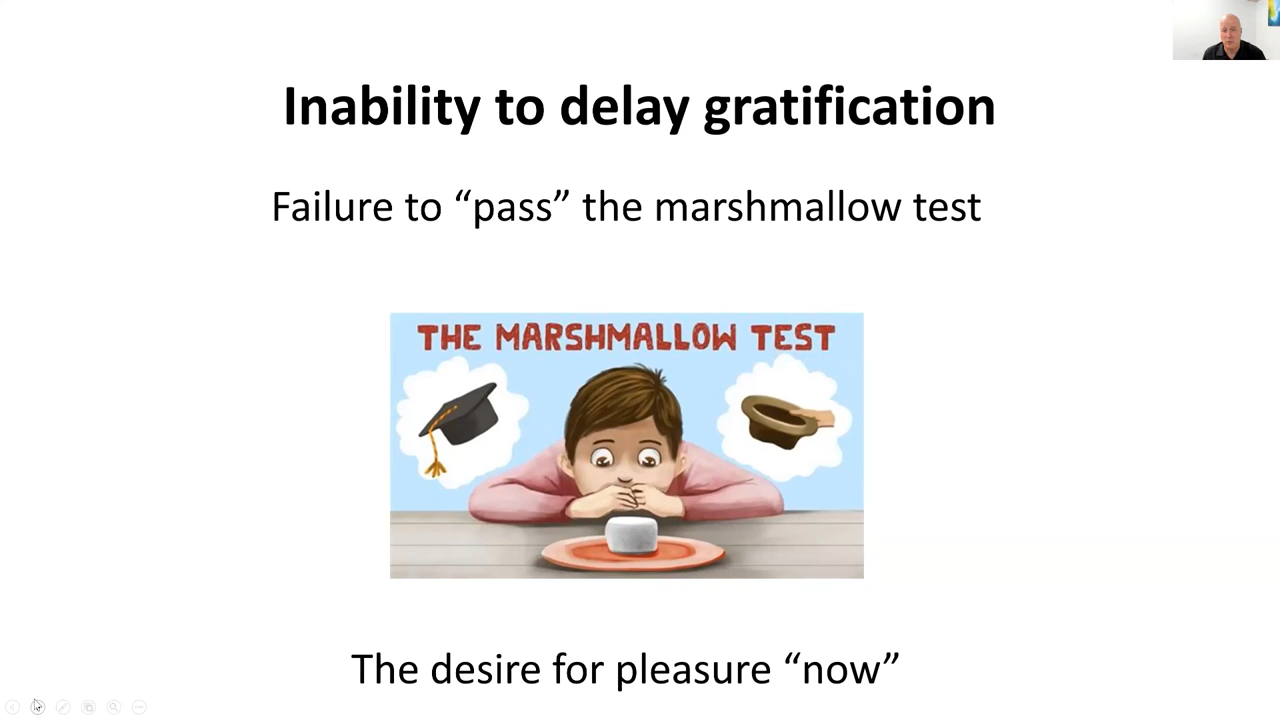 Inability to delay gratification
Failure to “pass” the marshmallow test
THE MARSHMALLOW TEST
The desire for pleasure “now”